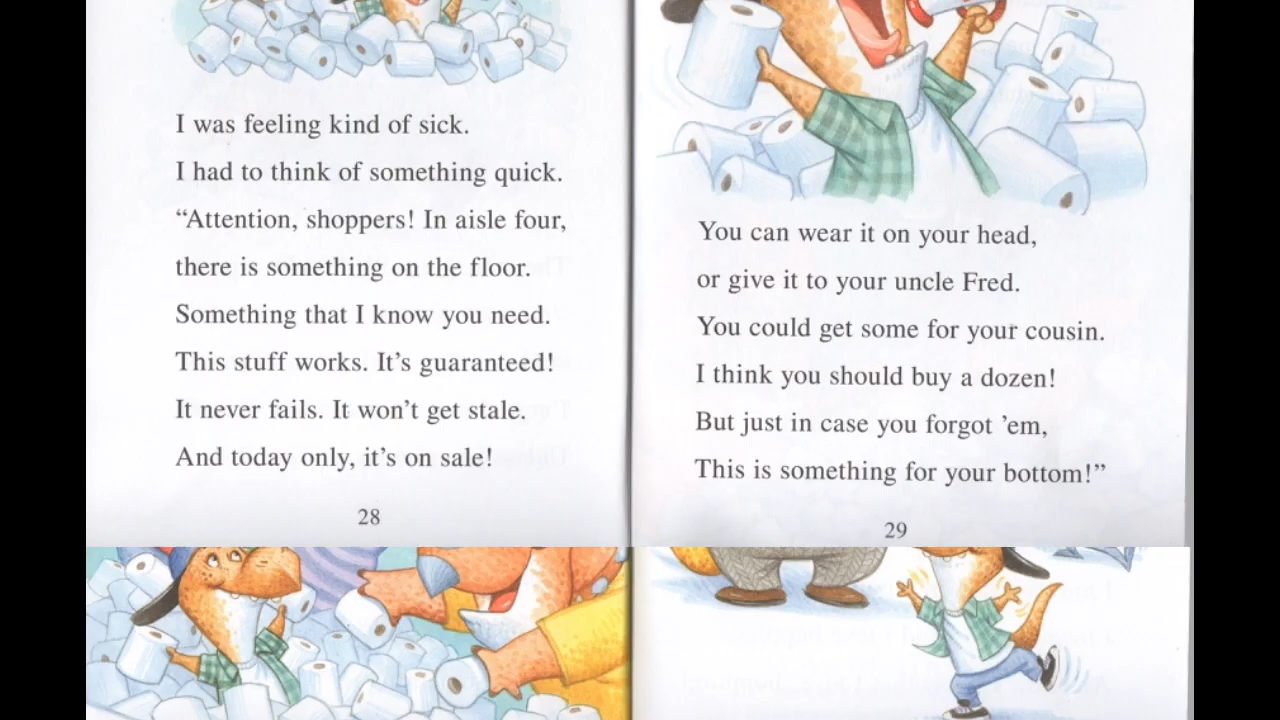 I was feeling kind of sick.
I had to think of something quick.
“Attention, shoppers! In aisle four,
there is something on the floor.
Something that I know you need.
This stuff works. It’s guaranteed!
It never fails. It won’t get stale.
And today only, it’s on sale!
28
You can wear it on your head,
or give it to your uncle Fred.
You could get some for your cousin.
I think you should buy a dozen!
But just in case you forgot ’em,
This is something for your bottom!”
29